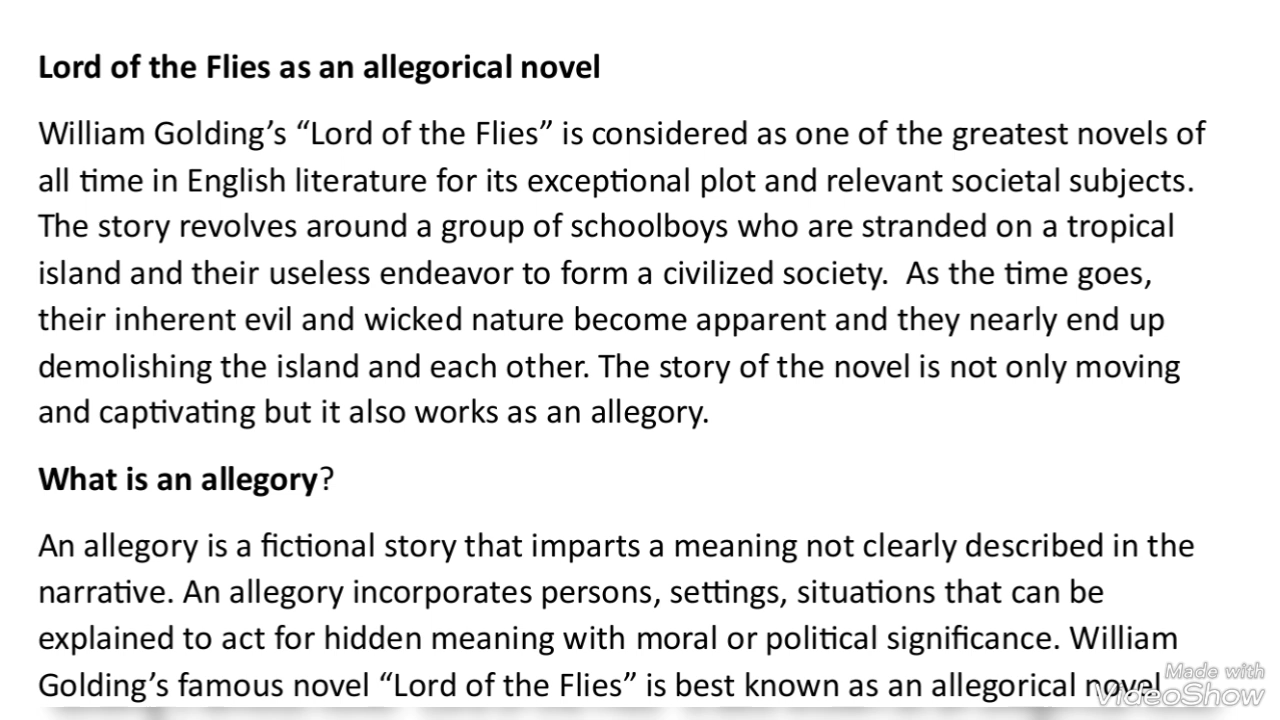 Lord of the Flies as an allegorical novel
William Golding’s “Lord of the Flies” is considered as one of the greatest novels of
all time in English literature for its exceptional plot and relevant societal subjects.
The story revolves around a group of schoolboys who are stranded on a tropical
island and their useless endeavor to form a civilized society.  As the time goes,
their inherent evil and wicked nature become apparent and they nearly end up
demolishing the island and each other. The story of the novel is not only moving
and captivating but it also works as an allegory.
What is an allegory?
An allegory is a fictional story that imparts a meaning not clearly described in the
narrative. An allegory incorporates persons, settings, situations that can be
explained to act for hidden meaning with moral or political significance. William
Golding’s famous novel “Lord of the Flies” is best known as an allegorical novel
Made with
VideoShow